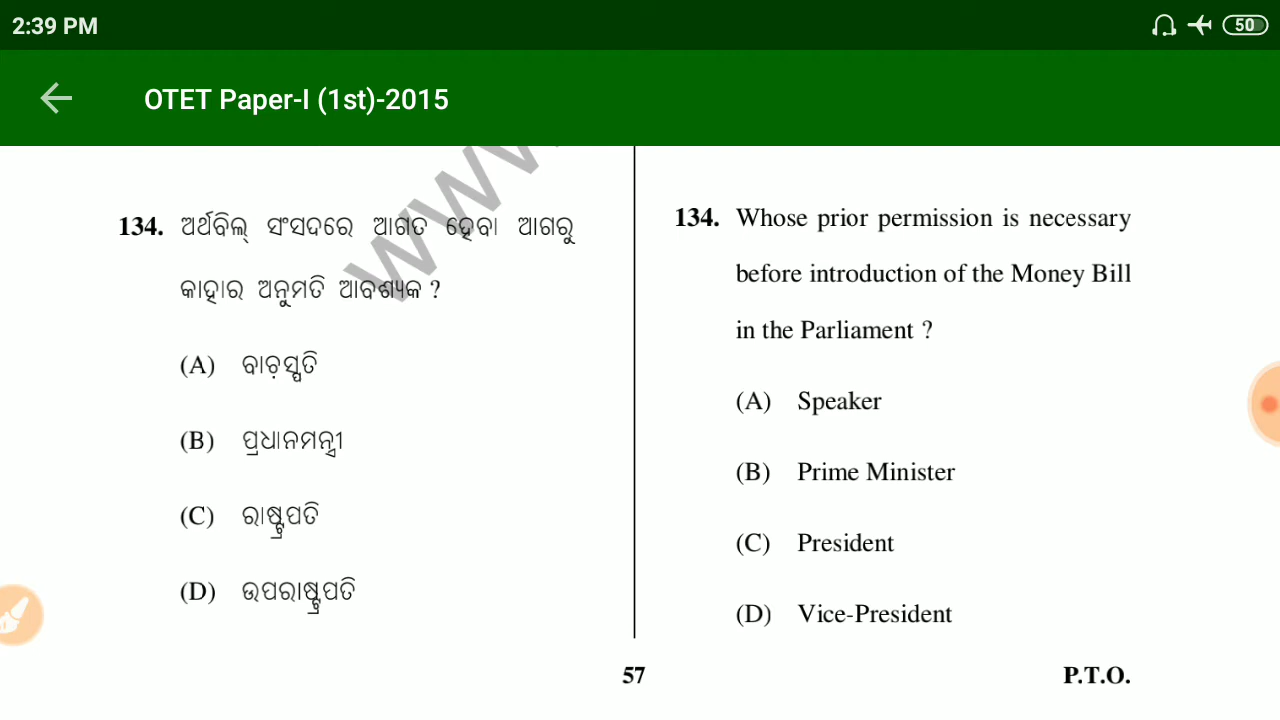 2:39 PM
50
OTET Paper-I (1st)-2015
www
134. ଅର୍ଥବିଲ୍ ସଂସଦରେ ଆଗତ ହେବା ଆଗରୁ
କାହାର ଅନୁମତି ଆବଶ୍ୟକ ?
(A) ବାଚସ୍ପତି
(B) ପ୍ରଧାନମନ୍ତ୍ରୀ
(C) ରାଷ୍ଟ୍ରପତି
(D) ଉପରାଷ୍ଟ୍ରପତି
134. Whose prior permission is necessary
before introduction of the Money Bill
in the Parliament ?
(A) Speaker
(B) Prime Minister
(C) President
(D) Vice-President
57
P.T.O.